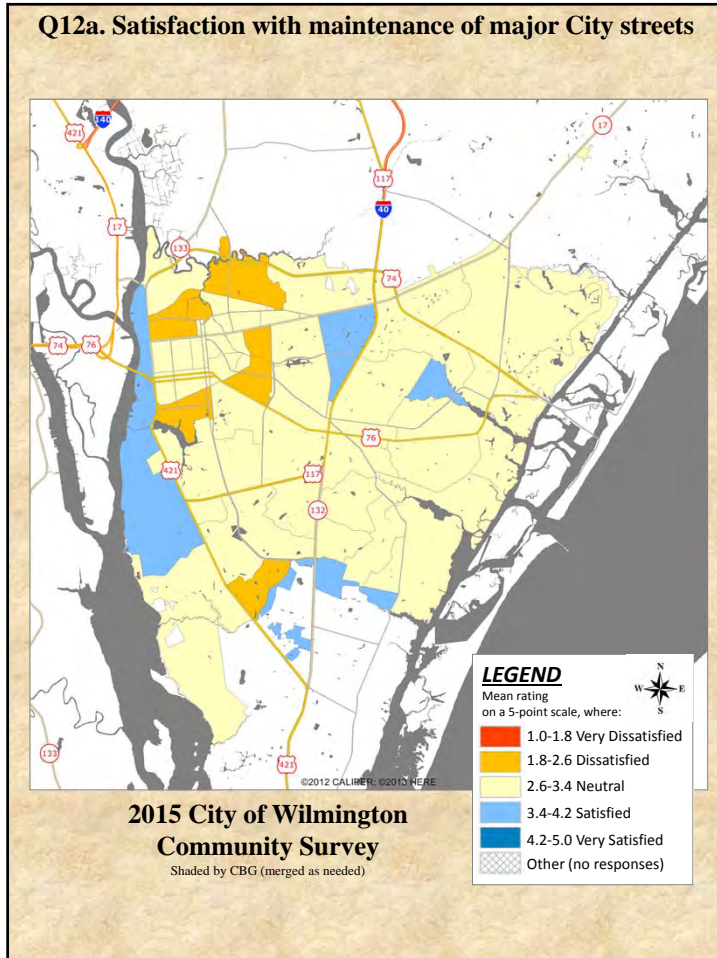 Q12a. Satisfaction with maintenance of major City streets
140
421
17
117
17
40
133
74
74
76
76
421
117
132
133
421
©2012 CALIPER; ©2013 HERE
LEGEND
Mean rating
on a 5-point scale, where:
N
W E
S
1.0-1.8 Very Dissatisfied
1.8-2.6 Dissatisfied
2.6-3.4 Neutral
3.4-4.2 Satisfied
4.2-5.0 Very Satisfied
Other (no responses)
2015 City of Wilmington
Community Survey
Shaded by CBG (merged as needed)